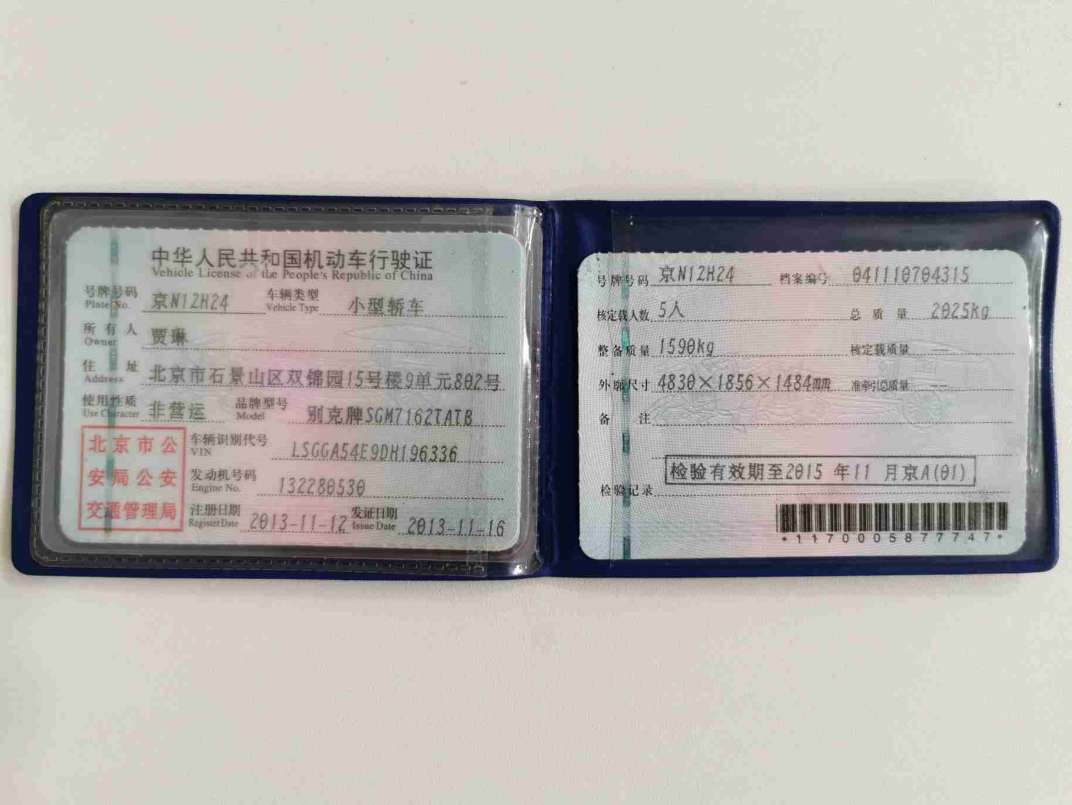 中华人民共和国机动车行驶证
Vehicle License of the People's Republic of China
号牌号码 京N12H24 车辆类型 小型轿车
Plate No. Vehicle Type
所有人 贾琳
Owner
住址 北京市石景山区双锦园15号楼9单元802号
Address
使用性质 非营运 品牌型号 别克牌SGM7162TATB
Use Character Model
北京市公
安局公安
交通管理局
车辆识别代号 LSGGA54E9DH196336
VIN
发动机号码 132280530
Engine No.
注册日期 2013-11-12 发证日期 2013-11-16
Register Date Issue Date
号牌号码 京N12H24 档案编号 041110704315
核定载人数 5人 总质量 2025kg
整备质量 1590kg 核定载质量 --
外廓尺寸 4830×1856×1484mm 准牵引总质量 --
备注
检验记录 检验有效期至2015 年11 月京A(01)
*1170005877747*